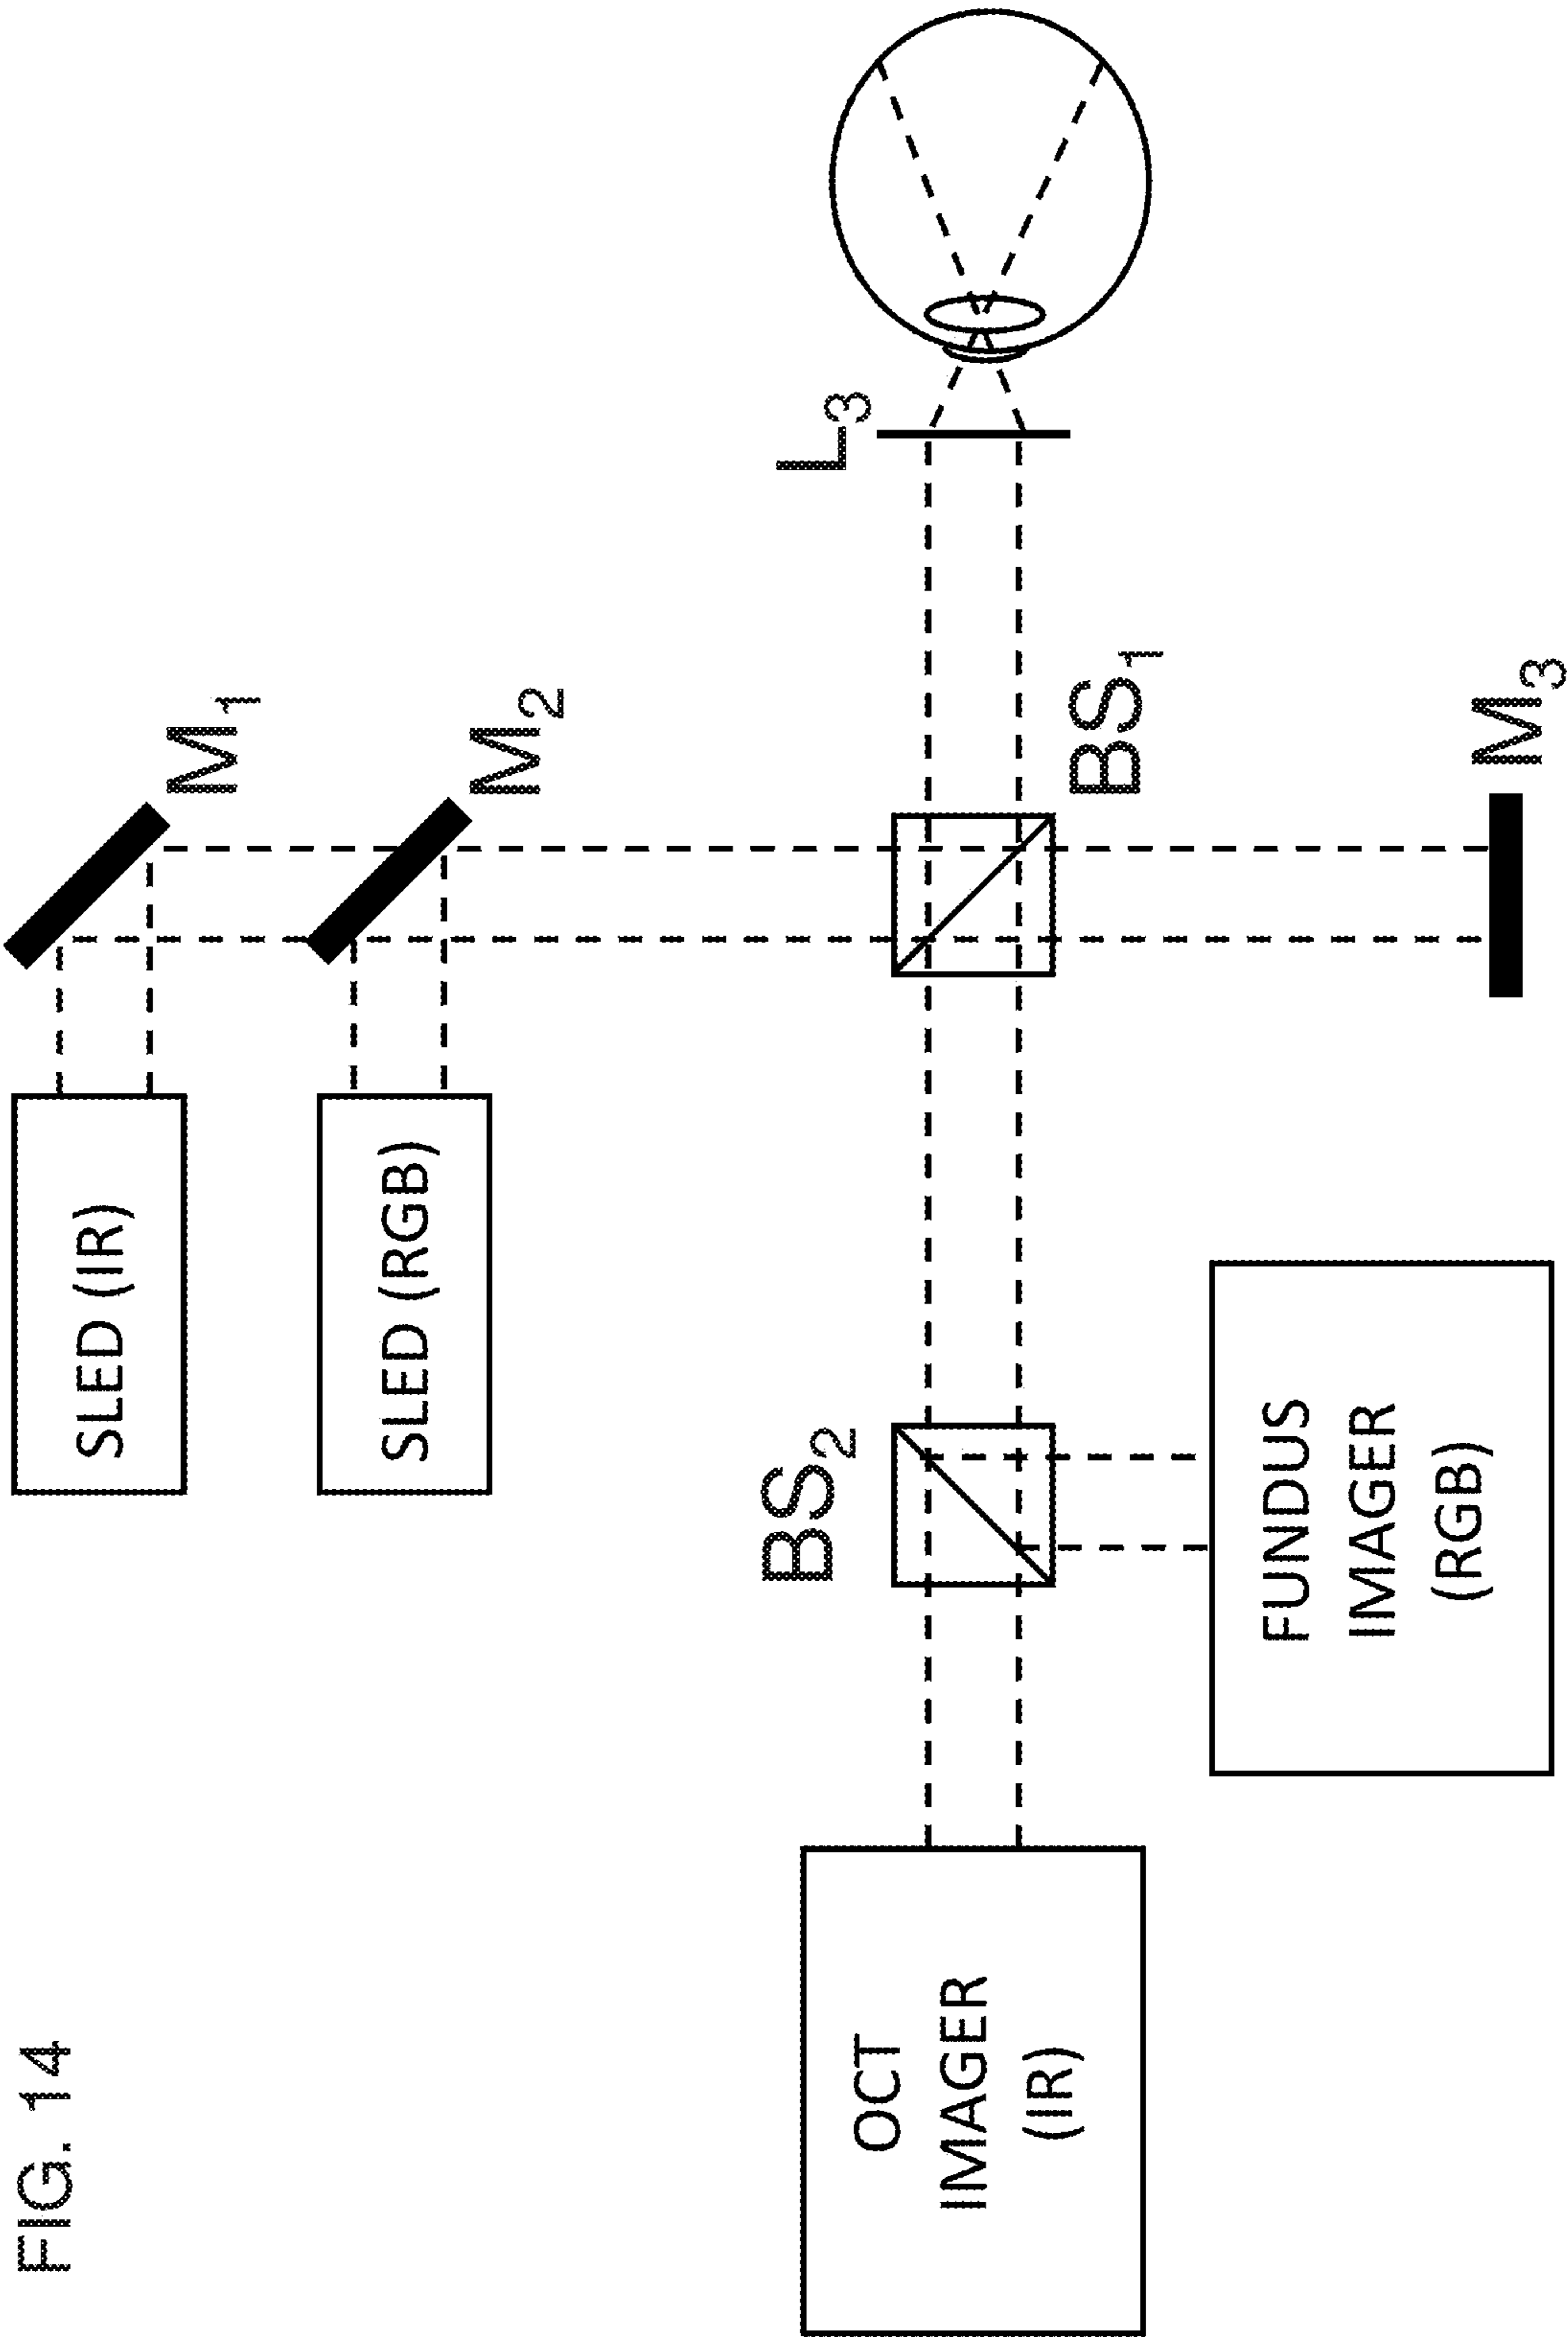 FIG. 14
SLED (IR)
M1
SLED (RGB)
M2
OCT
IMAGER
(IR)
BS2
L3
BS1
FUNDUS
IMAGER
(RGB)
M3